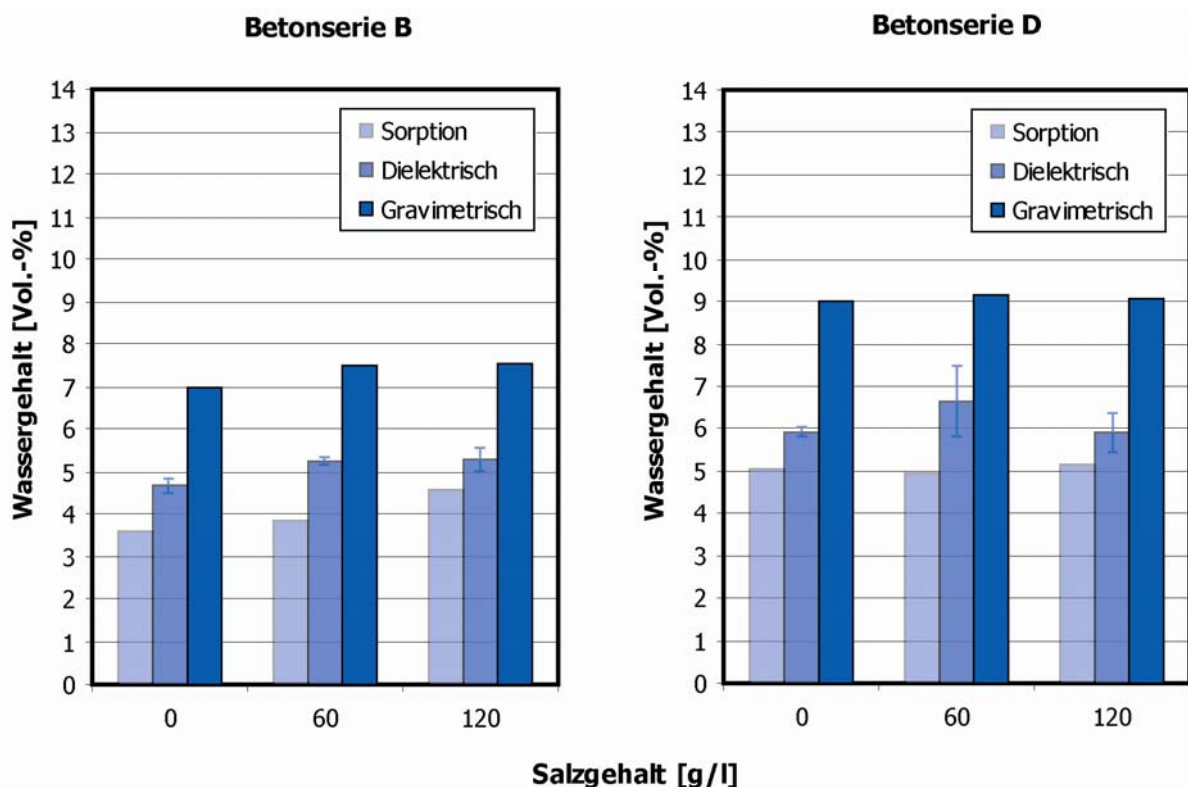 Betonserie B
14
13
12
11
10
9
8
7
6
5
4
3
2
1
0
Wassergehalt [Vol.-%]
Sorption
Dielektrisch
Gravimetrisch
0 60 120
Betonserie D
14
13
12
11
10
9
8
7
6
5
4
3
2
1
0
Wassergehalt [Vol.-%]
Sorption
Dielektrisch
Gravimetrisch
0 60 120
Salzgehalt [g/l]